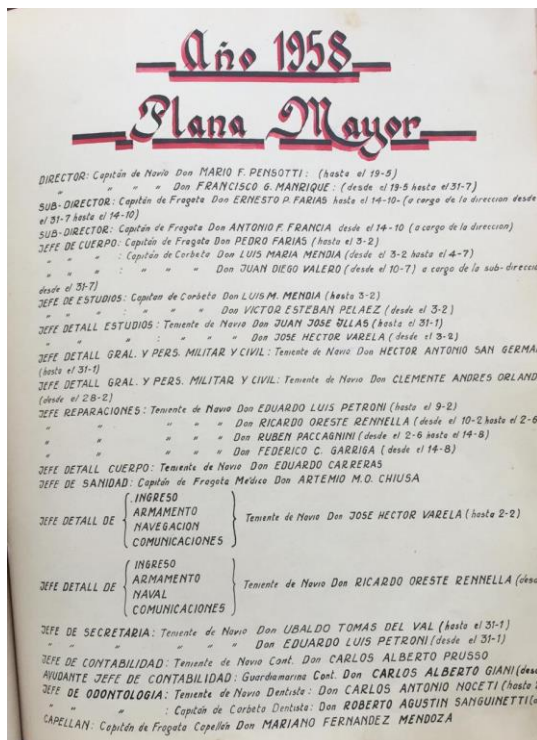 Año 1958
Plana Mayor
DIRECTOR: Capitán de Navío Don MARIO F. PENSOTTI: (hasta el 19-5)
" " " " Don FRANCISCO G. MANRIQUE: (desde el 19-5 hasta el 31-7)
SUB-DIRECTOR: Capitán de Fragata Don ERNESTO P. FARIAS hasta el 14-10- (a cargo de la direccion desde
el 31-7 hasta el 14-10)
SUB-DIRECTOR: Capitán de Fragata Don ANTONIO F. FRANCIA desde el 14-10 (a cargo de la direccion)
JEFE DE CUERPO: Capitán de Fragata Don PEDRO FARIAS (hasta el 3-2)
" " " : Capitán de Corbeta Don LUIS MARIA MENDIA (desde el 3-2 hasta el 4-7)
" " " : " " " Don JUAN DIEGO VALERO (desde el 10-7) a cargo de la sub-direcci
desde el 31-7)
JEFE DE ESTUDIOS: Capitan de Corbeta Don LUIS M. MENDIA (hasta 3-2)
" " " : " " " Don VICTOR ESTEBAN PELAEZ (desde el 3-2)
JEFE DETALL ESTUDIOS: Teniente de Navio Don JUAN JOSE ULLAS (hasta el 31-1)
" " " : " " " Don JOSE HECTOR VARELA (desde el 3-2)
JEFE DETALL GRAL. Y PERS. MILITAR Y CIVIL: Teniente de Navio Don HECTOR ANTONIO SAN GERMA
(hasta el 31-1)
JEFE DETALL GRAL. Y PERS. MILITAR Y CIVIL: Teniente de Navio Don CLEMENTE ANDRES ORLAND
(desde el 28-2)
JEFE REPARACIONES: Teniente de Navio Don EDUARDO LUIS PETRONI (hasta el 9-2)
" " " " " Don RICARDO ORESTE RENNELLA (desde el 10-2 hasta el 2-6
" " " " " Don RUBEN PACCAGNINI (desde el 2-6 hasta el 14-8)
" " " " " Don FEDERICO C. GARRIGA (desde el 14-8)
JEFE DETALL CUERPO: Teniente de Navio Don EDUARDO CARRERAS
JEFE DE SANIDAD: Capitán de Fragata Médico Don ARTEMIO M.O. CHIUSA
JEFE DETALL DE { INGRESO
ARMAMENTO
NAVEGACION
COMUNICACIONES } Teniente de Navio Don JOSE HECTOR VARELA (hasta 2-2)
JEFE DETALL DE { INGRESO
ARMAMENTO
NAVAL
COMUNICACIONES } Teniente de Navio Don RICARDO ORESTE RENNELLA (des
JEFE DE SECRETARIA: Teniente de Navio Don UBALDO TOMAS DEL VAL (hasta el 31-1)
" " " " " " Don EDUARDO LUIS PETRONI (desde el 31-1)
JEFE DE CONTABILIDAD: Teniente de Navio Cont. Don CARLOS ALBERTO PRUSSO
AYUDANTE JEFE DE CONTABILIDAD: Guardiamarina Cont. Don CARLOS ALBERTO GIANI (des
JEFE DE ODONTOLOGIA: Teniente de Navio Dentista: Don CARLOS ANTONIO NOCETI (hasta
" " " : Capitán de Corbeta Dentista: Don ROBERTO AGUSTIN SANGUINETTI (
CAPELLAN: Capitán de Fragata Capellán Don MARIANO FERNANDEZ MENDOZA